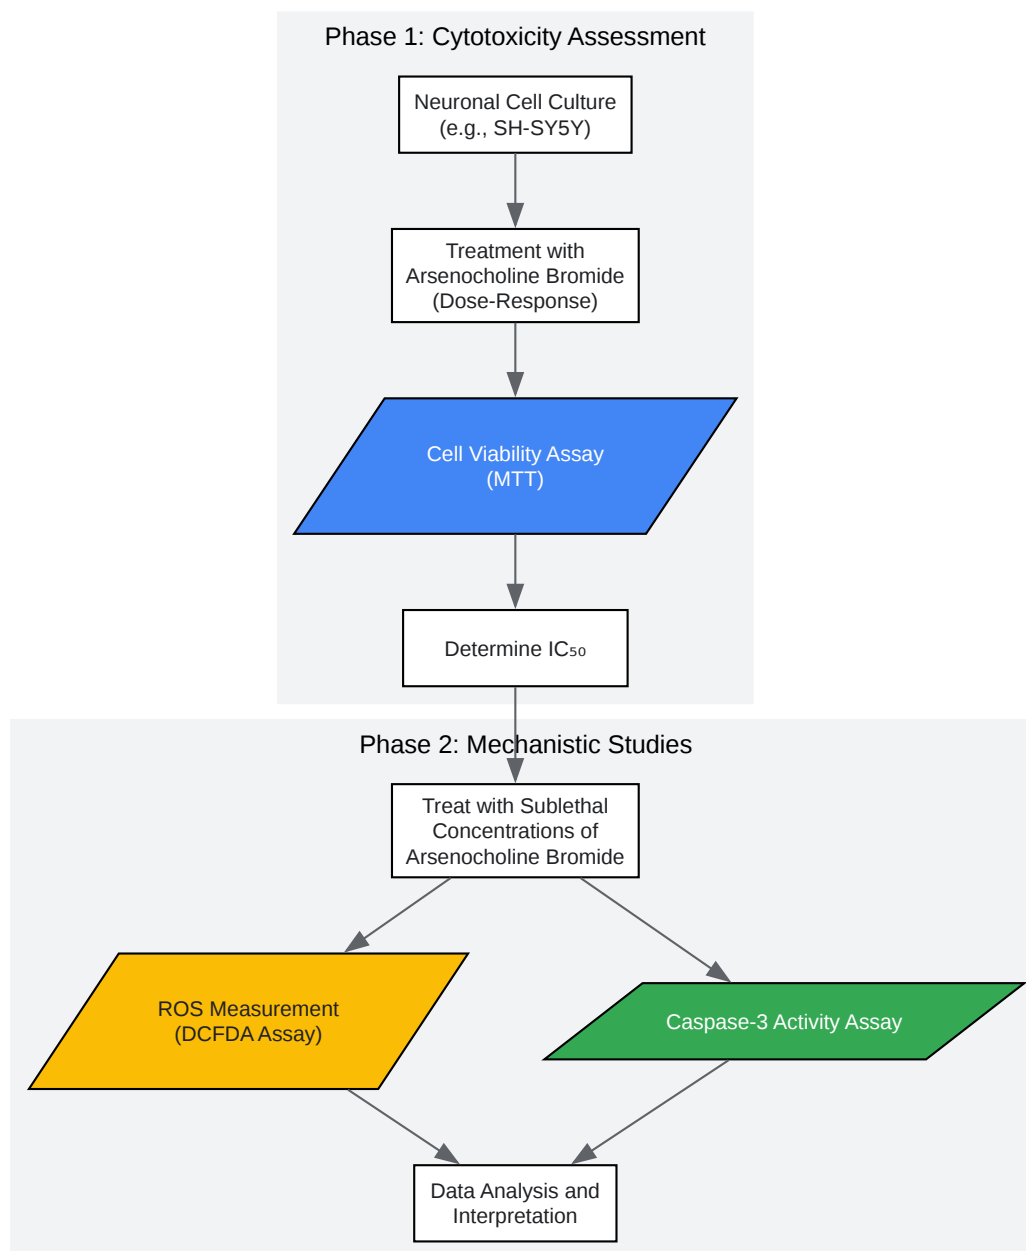 Phase 1: Cytotoxicity Assessment
Neuronal Cell Culture
(e.g., SH-SY5Y)
Treatment with
Arsenocholine Bromide
(Dose-Response)
Cell Viability Assay
(MTT)
Determine IC₅₀
Phase 2: Mechanistic Studies
Treat with Sublethal
Concentrations of
Arsenocholine Bromide
ROS Measurement
(DCFDA Assay)
Caspase-3 Activity Assay
Data Analysis and
Interpretation